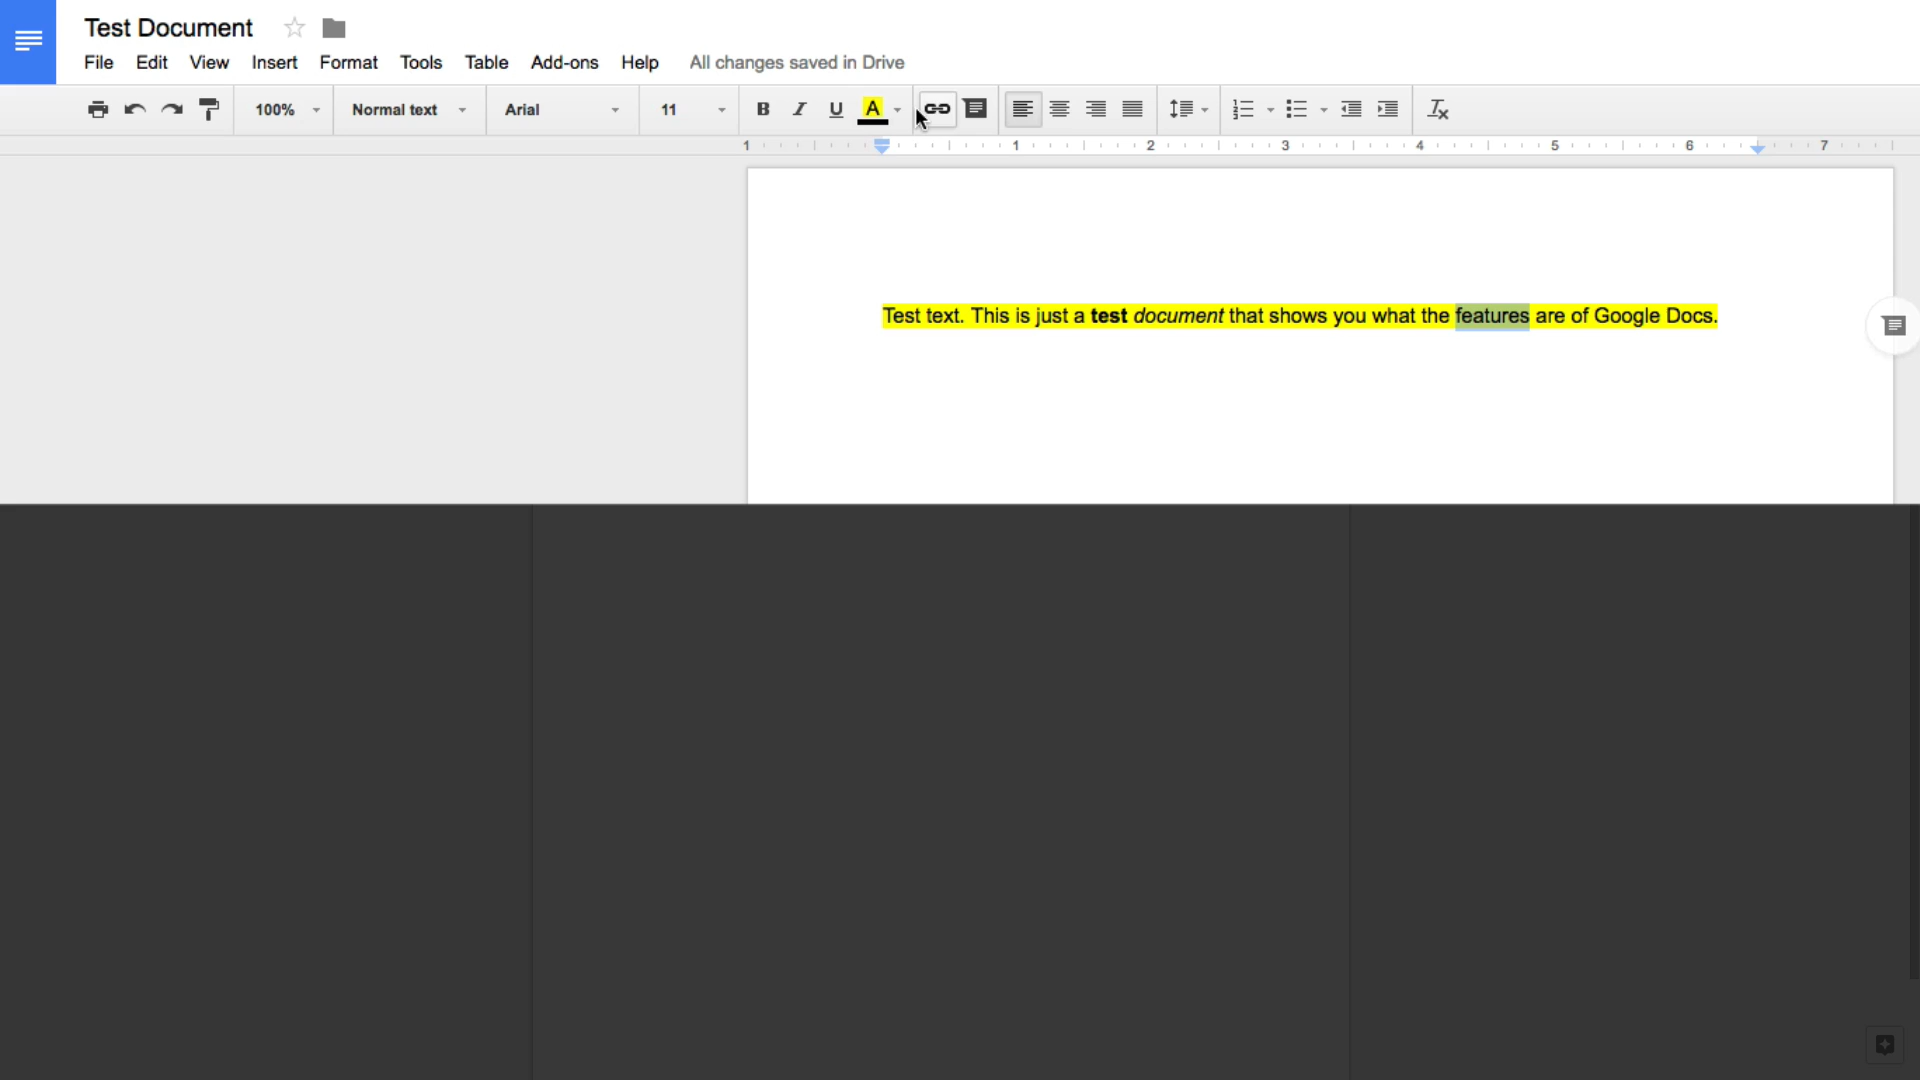 Test Document
File Edit View Insert Format Tools Table Add-ons Help All changes saved in Drive
100% Normal text Arial 11 B I U A
1 1 2 3 4 5 6 7
Test text. This is just a test document that shows you what the features are of Google Docs.